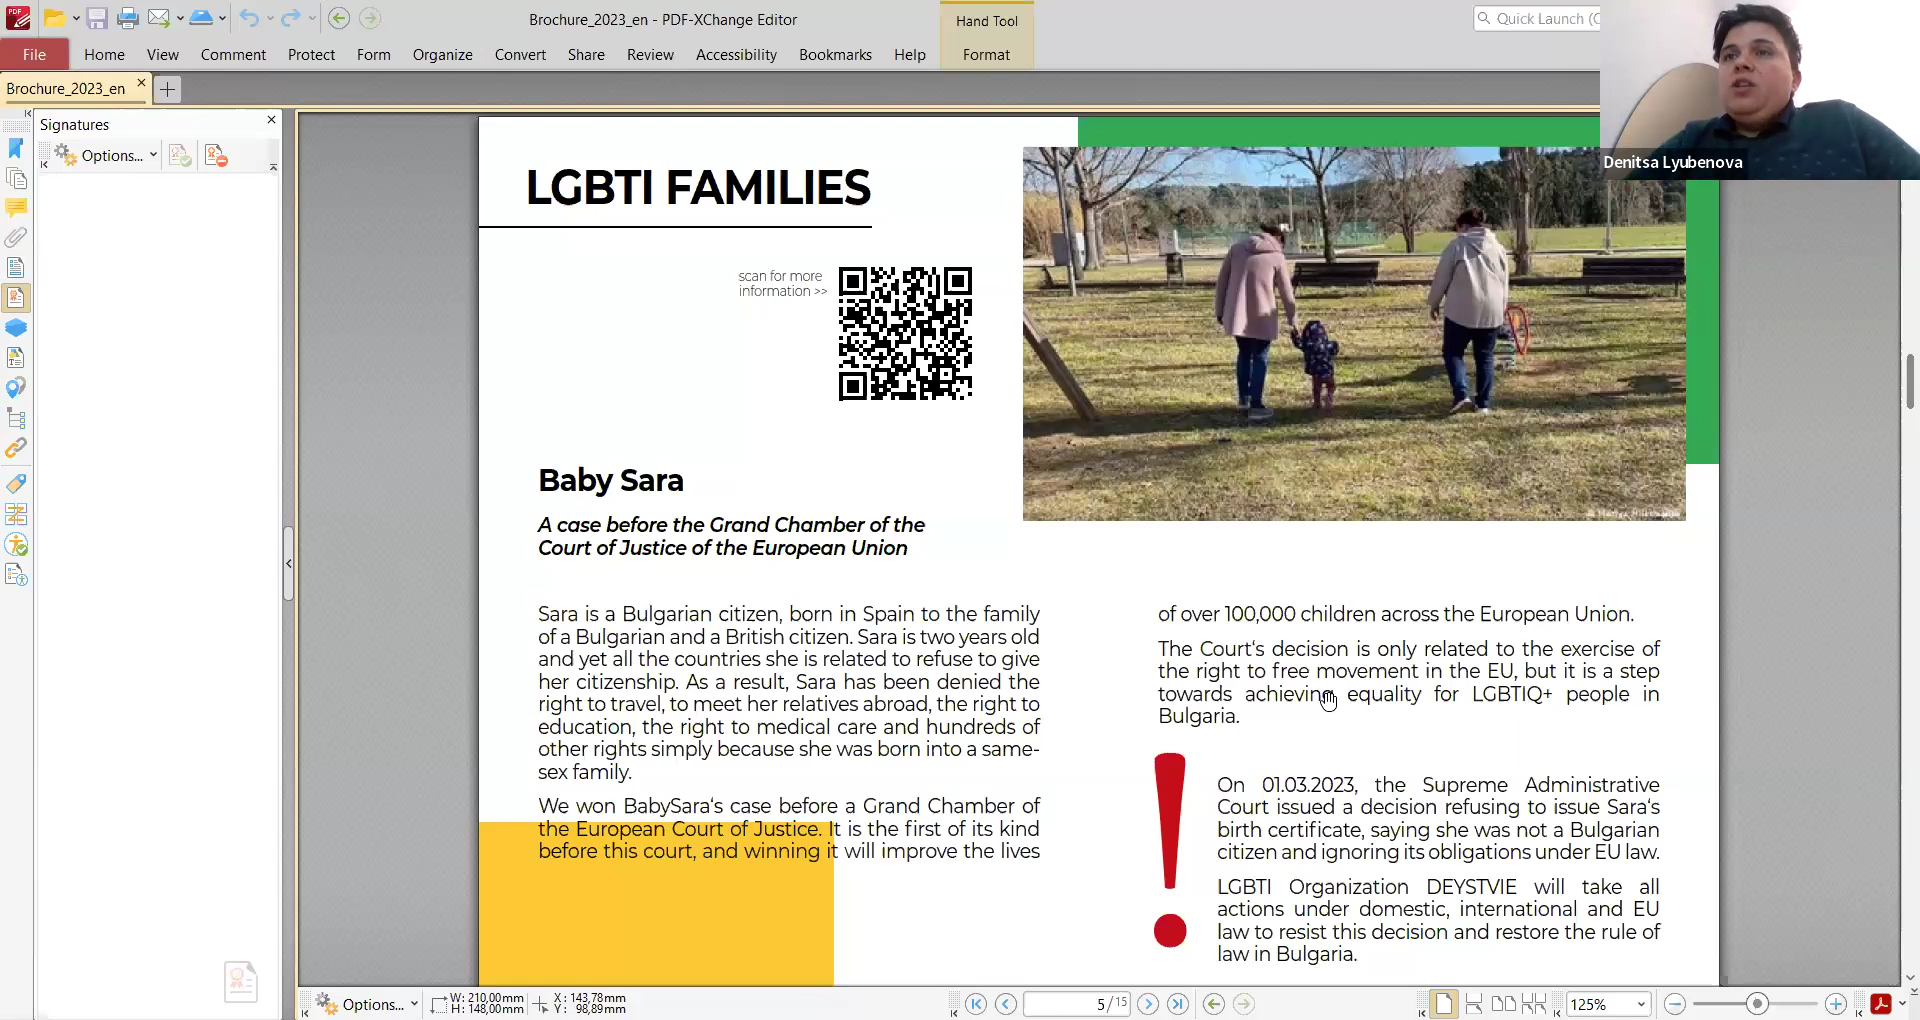 Brochure_2023_en - PDF-XChange Editor
Hand Tool
Quick Launch (C
File
Home
View
Comment
Protect
Form
Organize
Convert
Share
Review
Accessibility
Bookmarks
Help
Format
Brochure_2023_en
Signatures
Options...
Denitsa Lyubenova
LGBTI FAMILIES
scan for more
information >>
Baby Sara
A case before the Grand Chamber of the
Court of Justice of the European Union
Sara is a Bulgarian citizen, born in Spain to the family
of a Bulgarian and a British citizen. Sara is two years old
and yet all the countries she is related to refuse to give
her citizenship. As a result, Sara has been denied the
right to travel, to meet her relatives abroad, the right to
education, the right to medical care and hundreds of
other rights simply because she was born into a same-
sex family.
We won BabySara's case before a Grand Chamber of
the European Court of Justice. It is the first of its kind
before this court, and winning it will improve the lives
of over 100,000 children across the European Union.
The Court's decision is only related to the exercise of
the right to free movement in the EU, but it is a step
towards achieving equality for LGBTIQ+ people in
Bulgaria.
!
On 01.03.2023, the Supreme Administrative
Court issued a decision refusing to issue Sara's
birth certificate, saying she was not a Bulgarian
citizen and ignoring its obligations under EU law.
LGBTI Organization DEYSTVIE will take all
actions under domestic, international and EU
law to resist this decision and restore the rule of
law in Bulgaria.
Options...
W: 210,00mm
H: 148,00mm
X: 143,78mm
Y: 98,89mm
5 / 15
125%